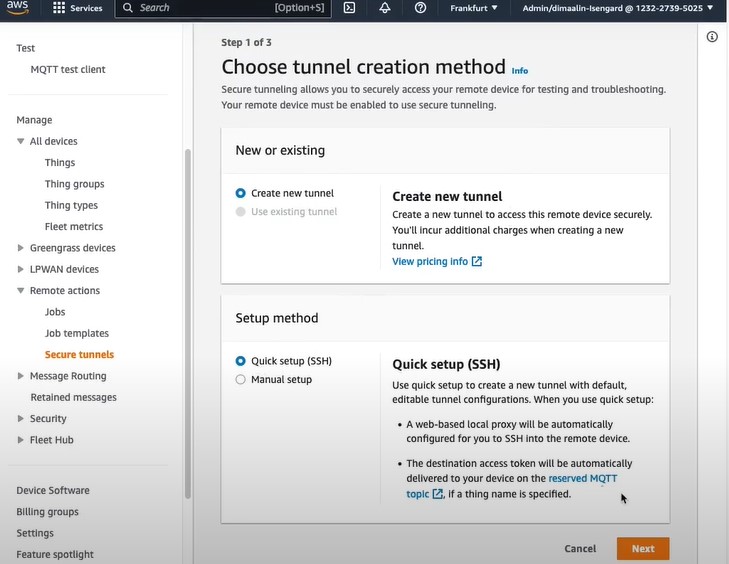 aws
Services
Search
[Option+S]
Frankfurt
Admin/dimaalin-Isengard @ 1232-2739-5025
Test
MQTT test client
Manage
All devices
Things
Thing groups
Thing types
Fleet metrics
Greengrass devices
LPWAN devices
Remote actions
Jobs
Job templates
Secure tunnels
Message Routing
Retained messages
Security
Fleet Hub
Device Software
Billing groups
Settings
Feature spotlight
Step 1 of 3
Choose tunnel creation method Info
Secure tunneling allows you to securely access your remote device for testing and troubleshooting.
Your remote device must be enabled to use secure tunneling.
New or existing
Create new tunnel
Use existing tunnel
Create new tunnel
Create a new tunnel to access this remote device securely.
You'll incur additional charges when creating a new
tunnel.
View pricing info
Setup method
Quick setup (SSH)
Manual setup
Quick setup (SSH)
Use quick setup to create a new tunnel with default,
editable tunnel configurations. When you use quick setup:
• A web-based local proxy will be automatically
configured for you to SSH into the remote device.
• The destination access token will be automatically
delivered to your device on the reserved MQTT
topic, if a thing name is specified.
Cancel
Next